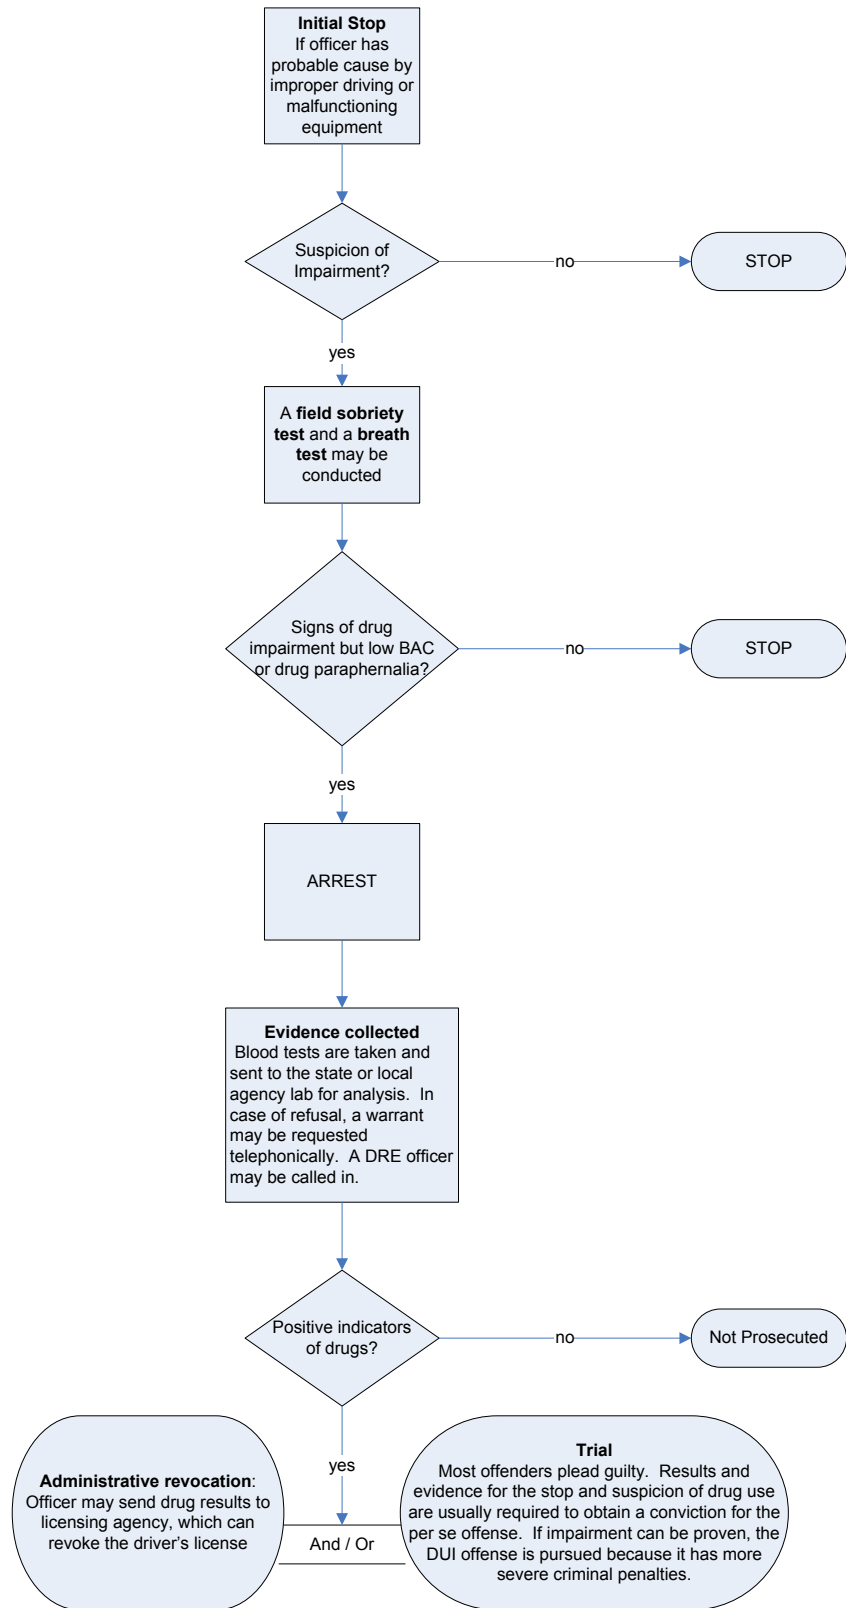 Initial Stop
If officer has
probable cause by
improper driving or
malfunctioning
equipment
Suspicion of
Impairment?
no
STOP
yes
A field sobriety
test and a breath
test may be
conducted
Signs of drug
impairment but low BAC
or drug paraphernalia?
no
STOP
yes
ARREST
Evidence collected
Blood tests are taken and
sent to the state or local
agency lab for analysis.  In
case of refusal, a warrant
may be requested
telephonically.  A DRE officer
may be called in.
Positive indicators
of drugs?
no
Not Prosecuted
yes
Administrative revocation:
Officer may send drug results to
licensing agency, which can
revoke the driver's license
And / Or
Trial
Most offenders plead guilty.  Results and
evidence for the stop and suspicion of drug use
are usually required to obtain a conviction for the
per se offense.  If impairment can be proven, the
DUI offense is pursued because it has more
severe criminal penalties.